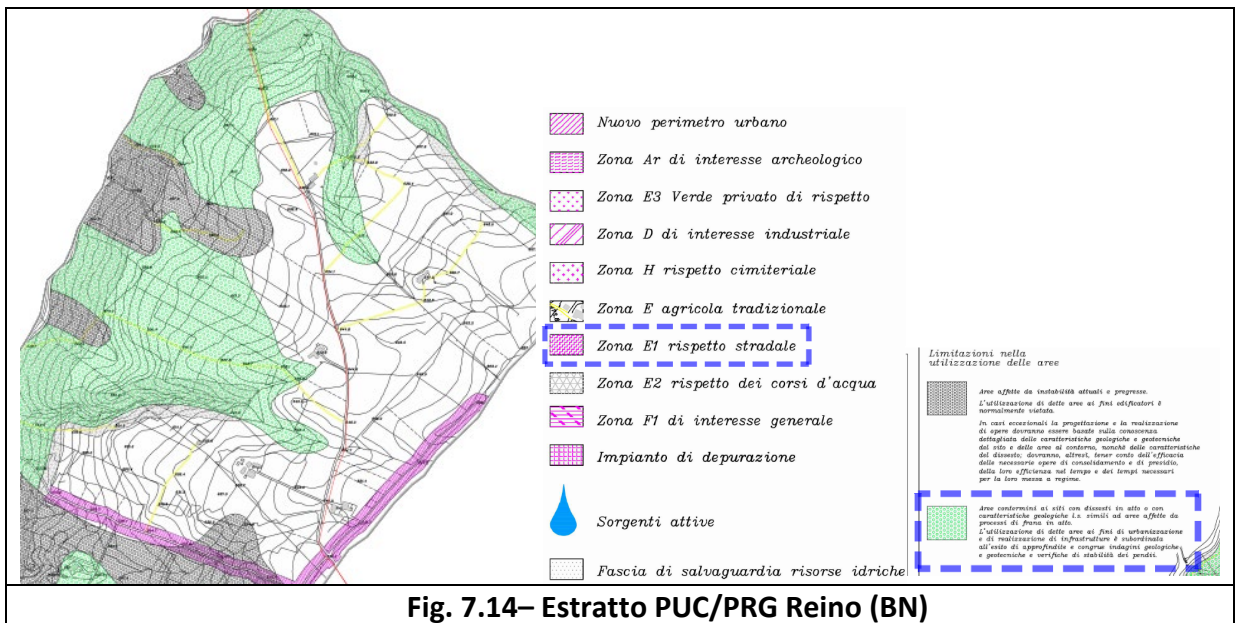 Nuovo perimetro urbano
Zona Ar di interesse archeologico
Zona E3 Verde privato di rispetto
Zona D di interesse industriale
Zona H rispetto cimiteriale
Zona E agricola tradizionale
Zona E1 rispetto stradale
Zona E2 rispetto dei corsi d'acqua
Zona F1 di interesse generale
Impianto di depurazione
Sorgenti attive
Fascia di salvaguardia risorse idriche
Limitazioni nella
utilizzazione delle aree
Aree affette da instabilità attuali e pregresse.
L'utilizzazione di dette aree ai fini edificatori è
normalmente vietata.
In casi eccezionali la progettazione e la realizzazione
di opere dovranno essere basate sulla conoscenza
dettagliata delle caratteristiche geologiche e geotecniche
del sito e delle aree al contorno, nonchè delle caratteristiche
del dissesto; dovranno, altresì, tener conto dell'efficacia
delle necessarie opere di consolidamento e di presidio,
della loro efficienza nel tempo e dei tempi necessari
per la loro messa a regime.
Aree contermini ai siti con dissesti in atto o con
caratteristiche geologiche l.s. simili ad aree affette da
processi di frana in atto.
L'utilizzazione di dette aree ai fini di urbanizzazione
e di realizzazione di infrastrutture è subordinata
all'esito di approfindite e congrue indagini geologiche
e geotecniche e verifiche di stabilità dei pendii.
Fig. 7.14– Estratto PUC/PRG Reino (BN)